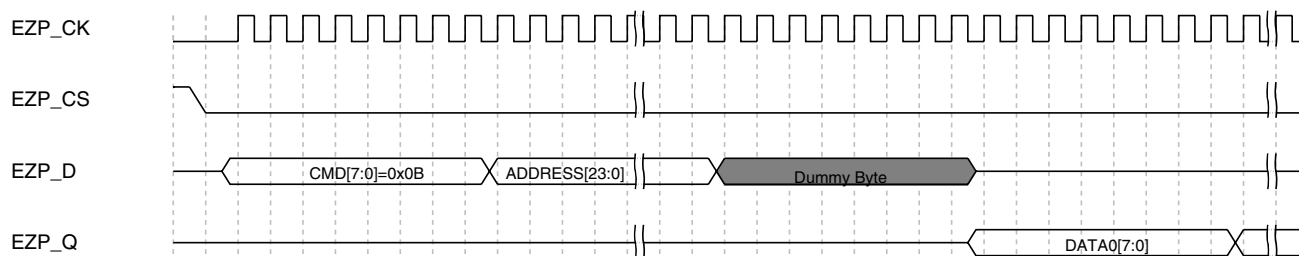 EZP_CK
EZP_CS
EZP_D CMD[7:0]=0x0B ADDRESS[23:0] Dummy Byte
EZP_Q DATA0[7:0]